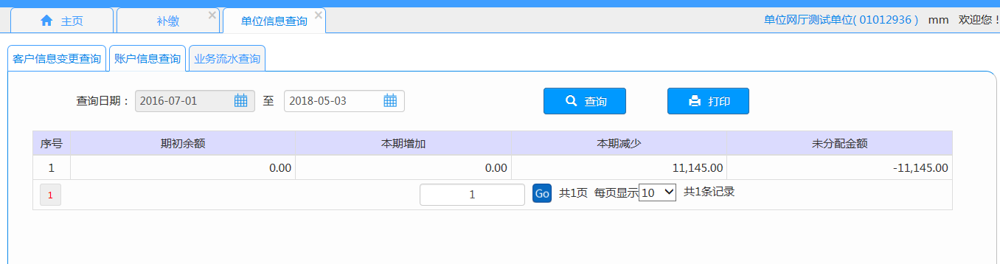 主页 补缴 单位信息查询 单位网厅测试单位( 01012936 ) mm 欢迎您！
客户信息变更查询 账户信息查询 业务流水查询
查询日期： 2016-07-01 至 2018-05-03 查询 打印
序号 期初余额 本期增加 本期减少 未分配金额
1 0.00 0.00 11,145.00 -11,145.00
1 1 Go 共1页 每页显示 10 共1条记录